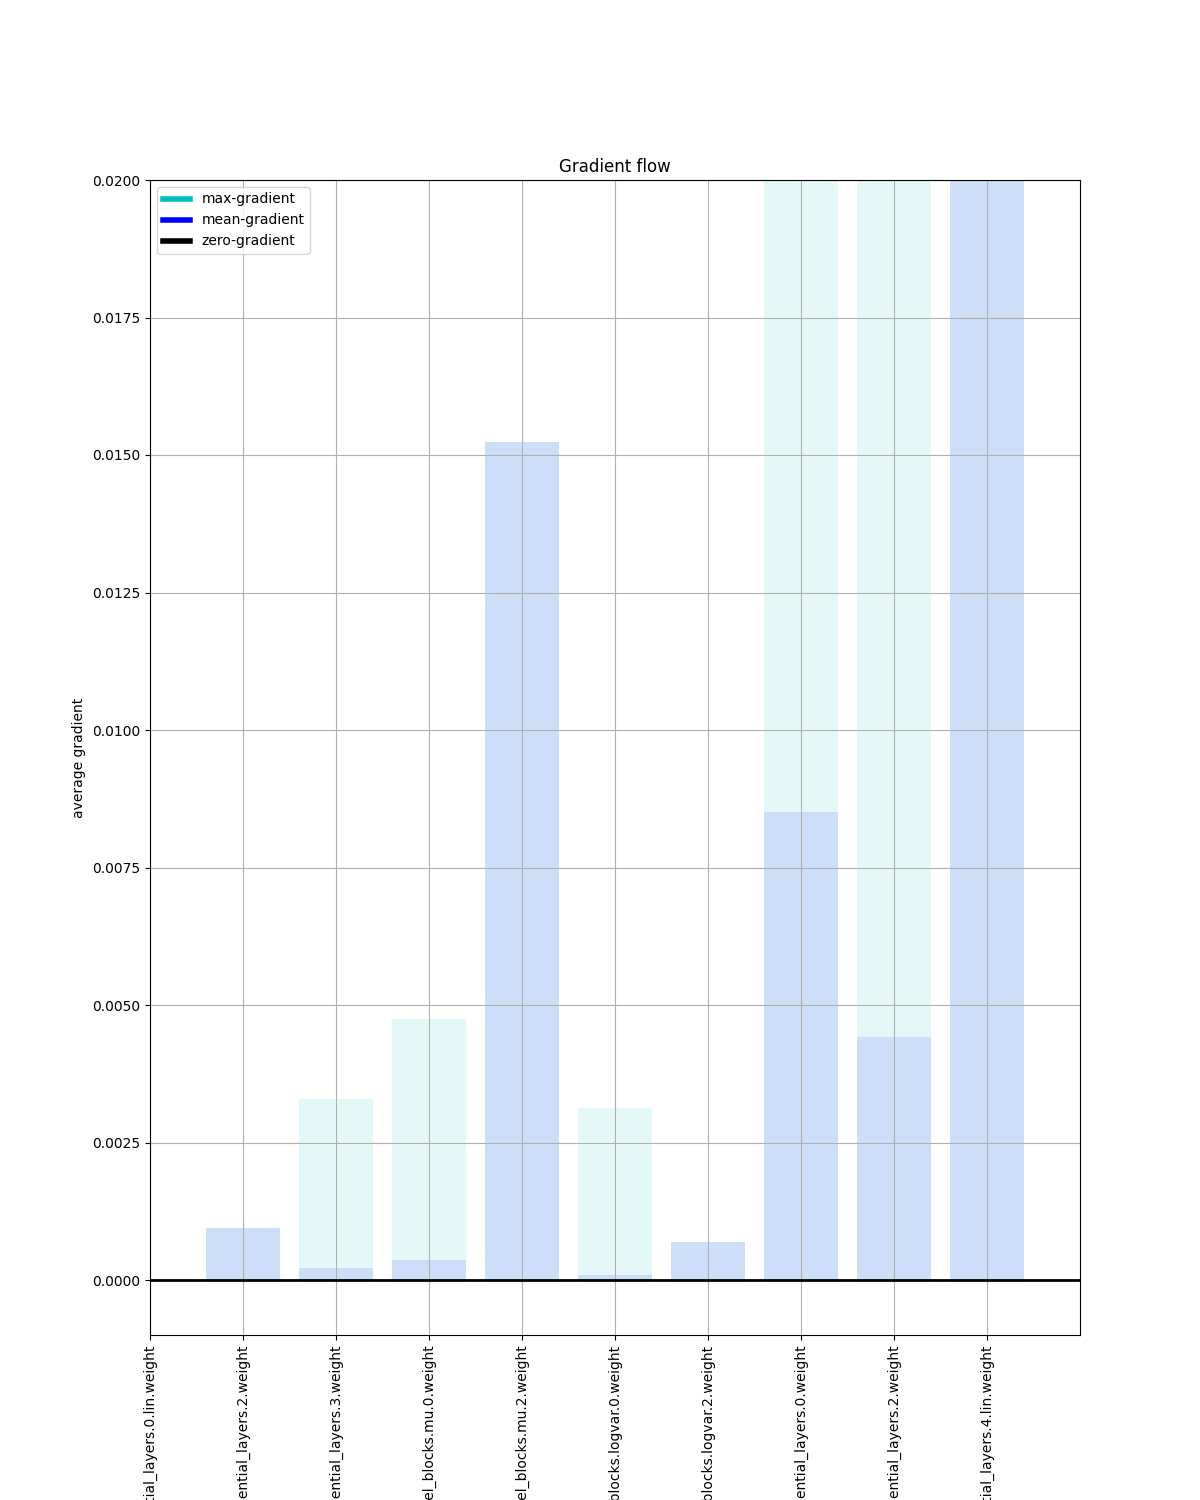 Gradient flow
max-gradient
mean-gradient
zero-gradient
0.0200
0.0175
0.0150
0.0125
0.0100
0.0075
0.0050
0.0025
0.0000
average gradient
tial_layers.0.lin.weight
ential_layers.2.weight
ential_layers.3.weight
el_blocks.mu.0.weight
el_blocks.mu.2.weight
blocks.logvar.0.weight
blocks.logvar.2.weight
ential_layers.0.weight
ential_layers.2.weight
tial_layers.4.lin.weight